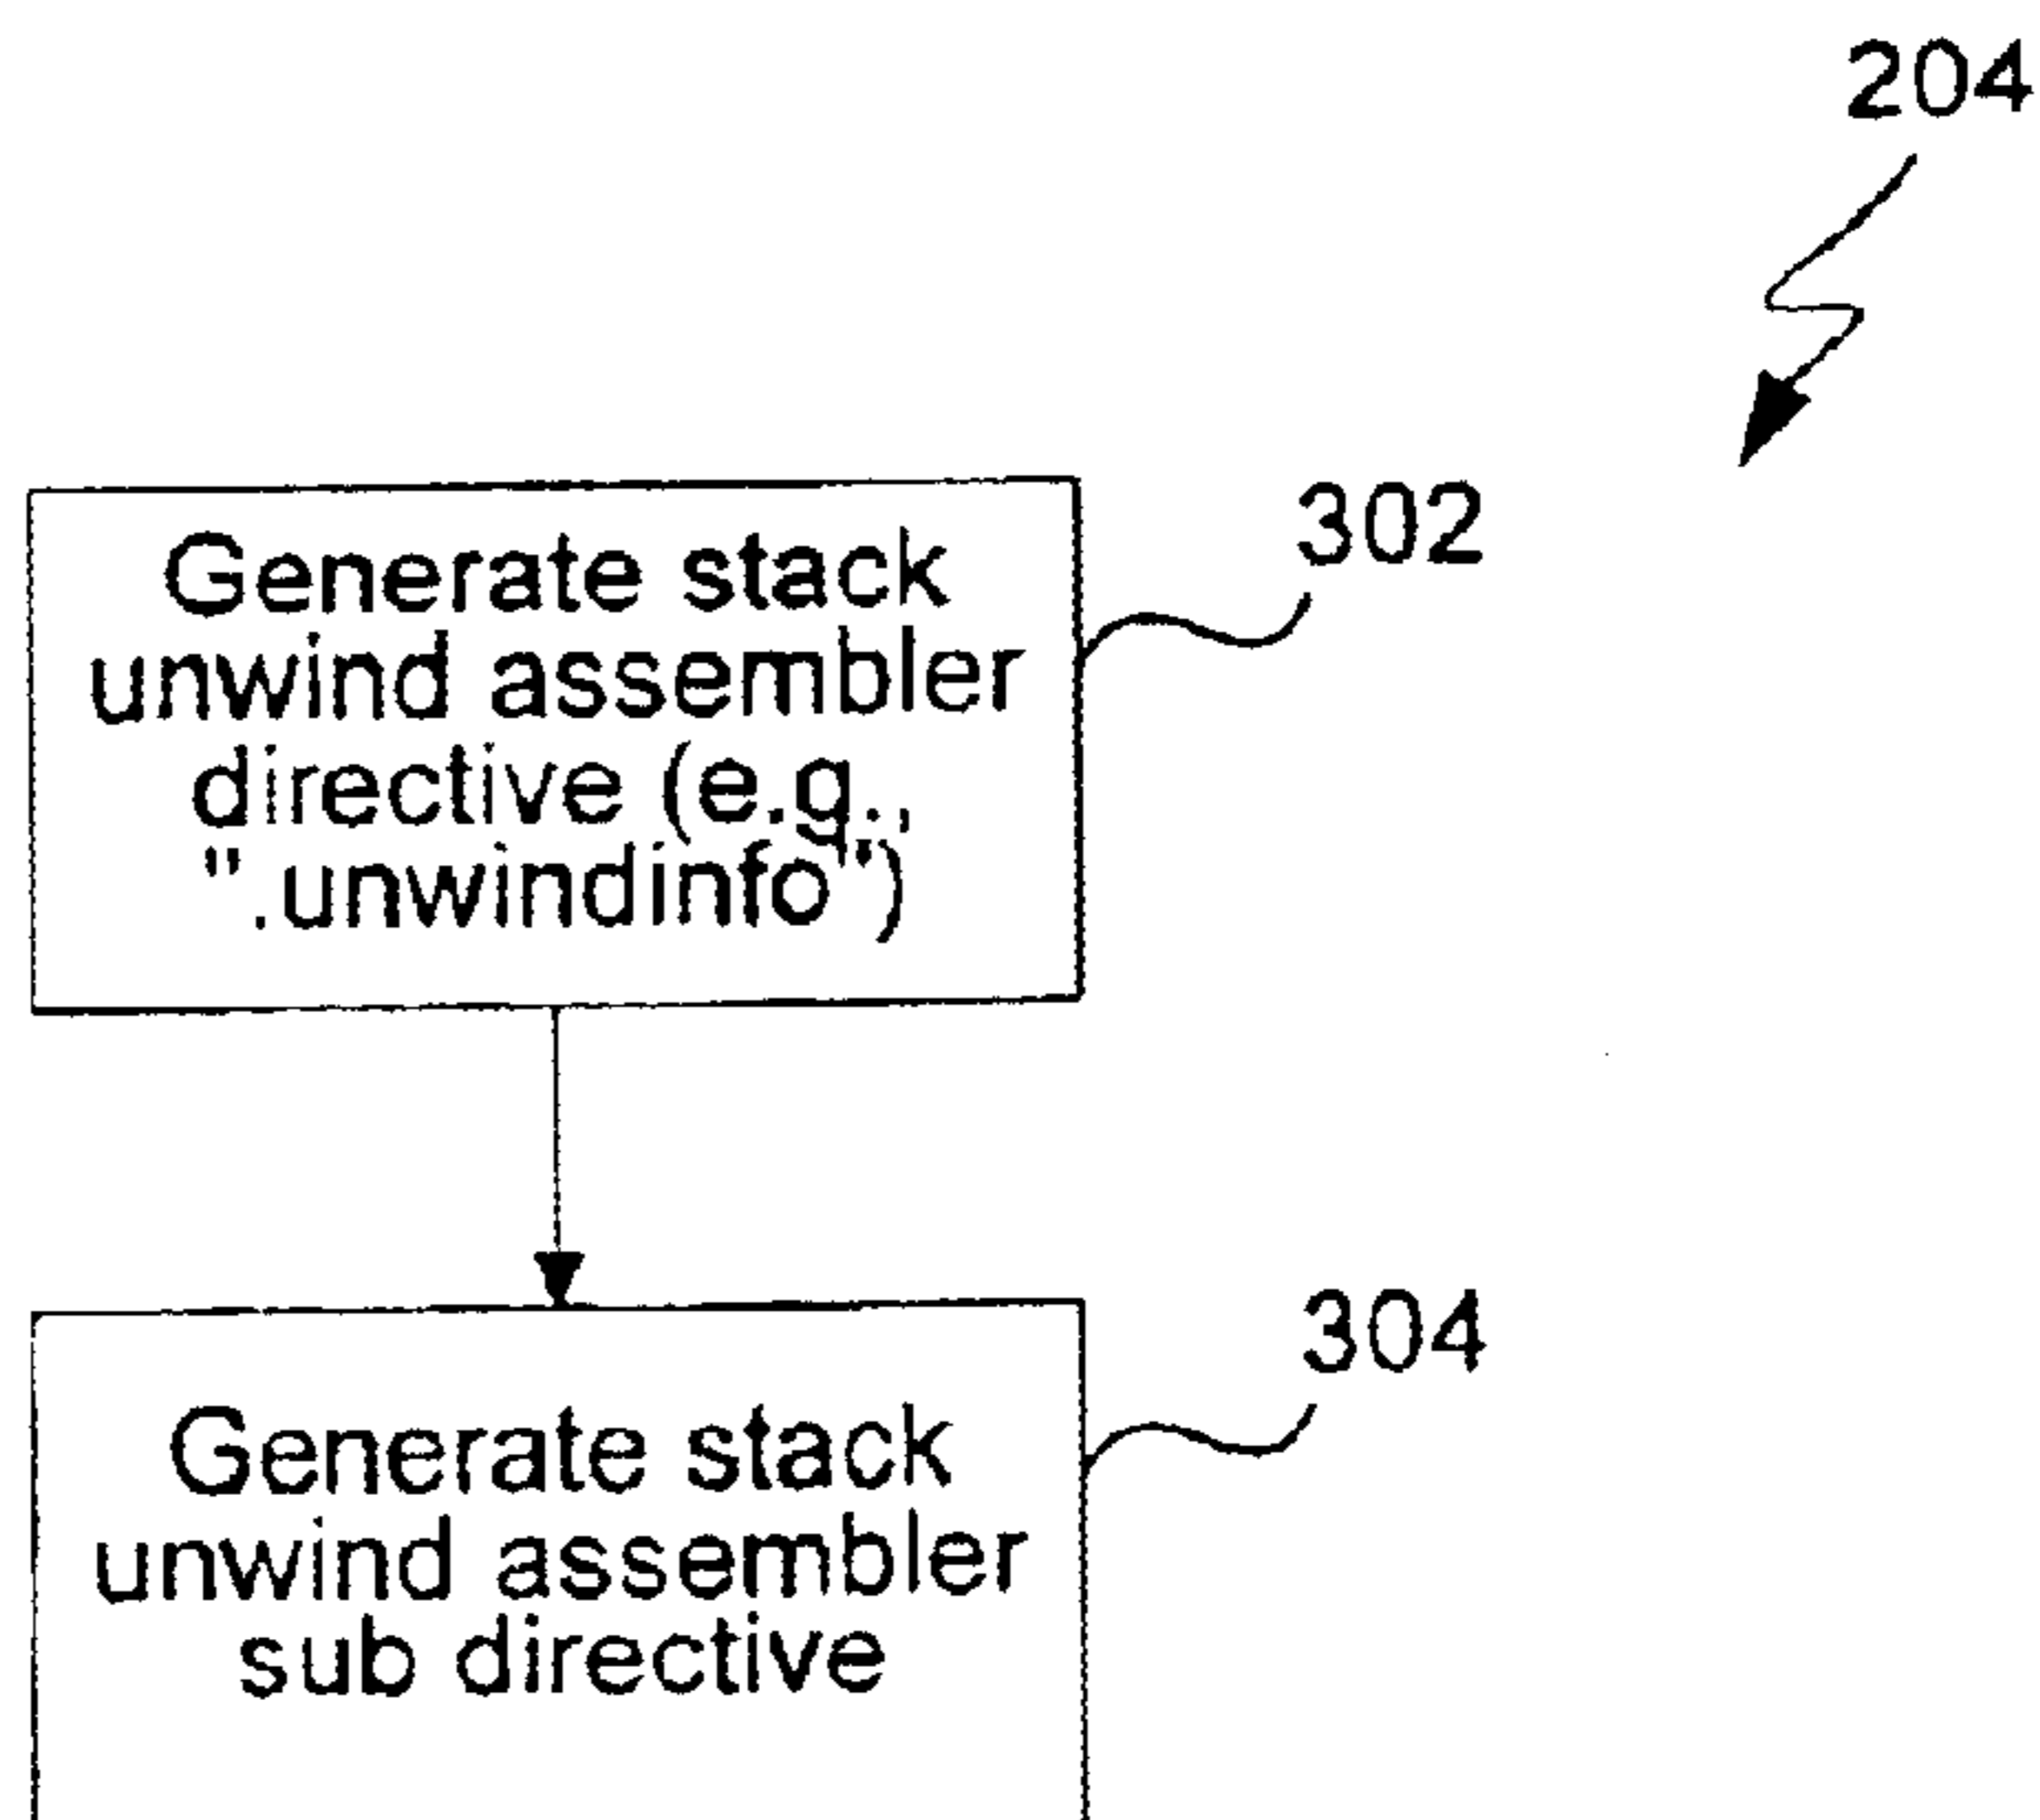 204
302
Generate stack
unwind assembler
directive (e.g.,
".unwindinfo")
304
Generate stack
unwind assembler
sub directive